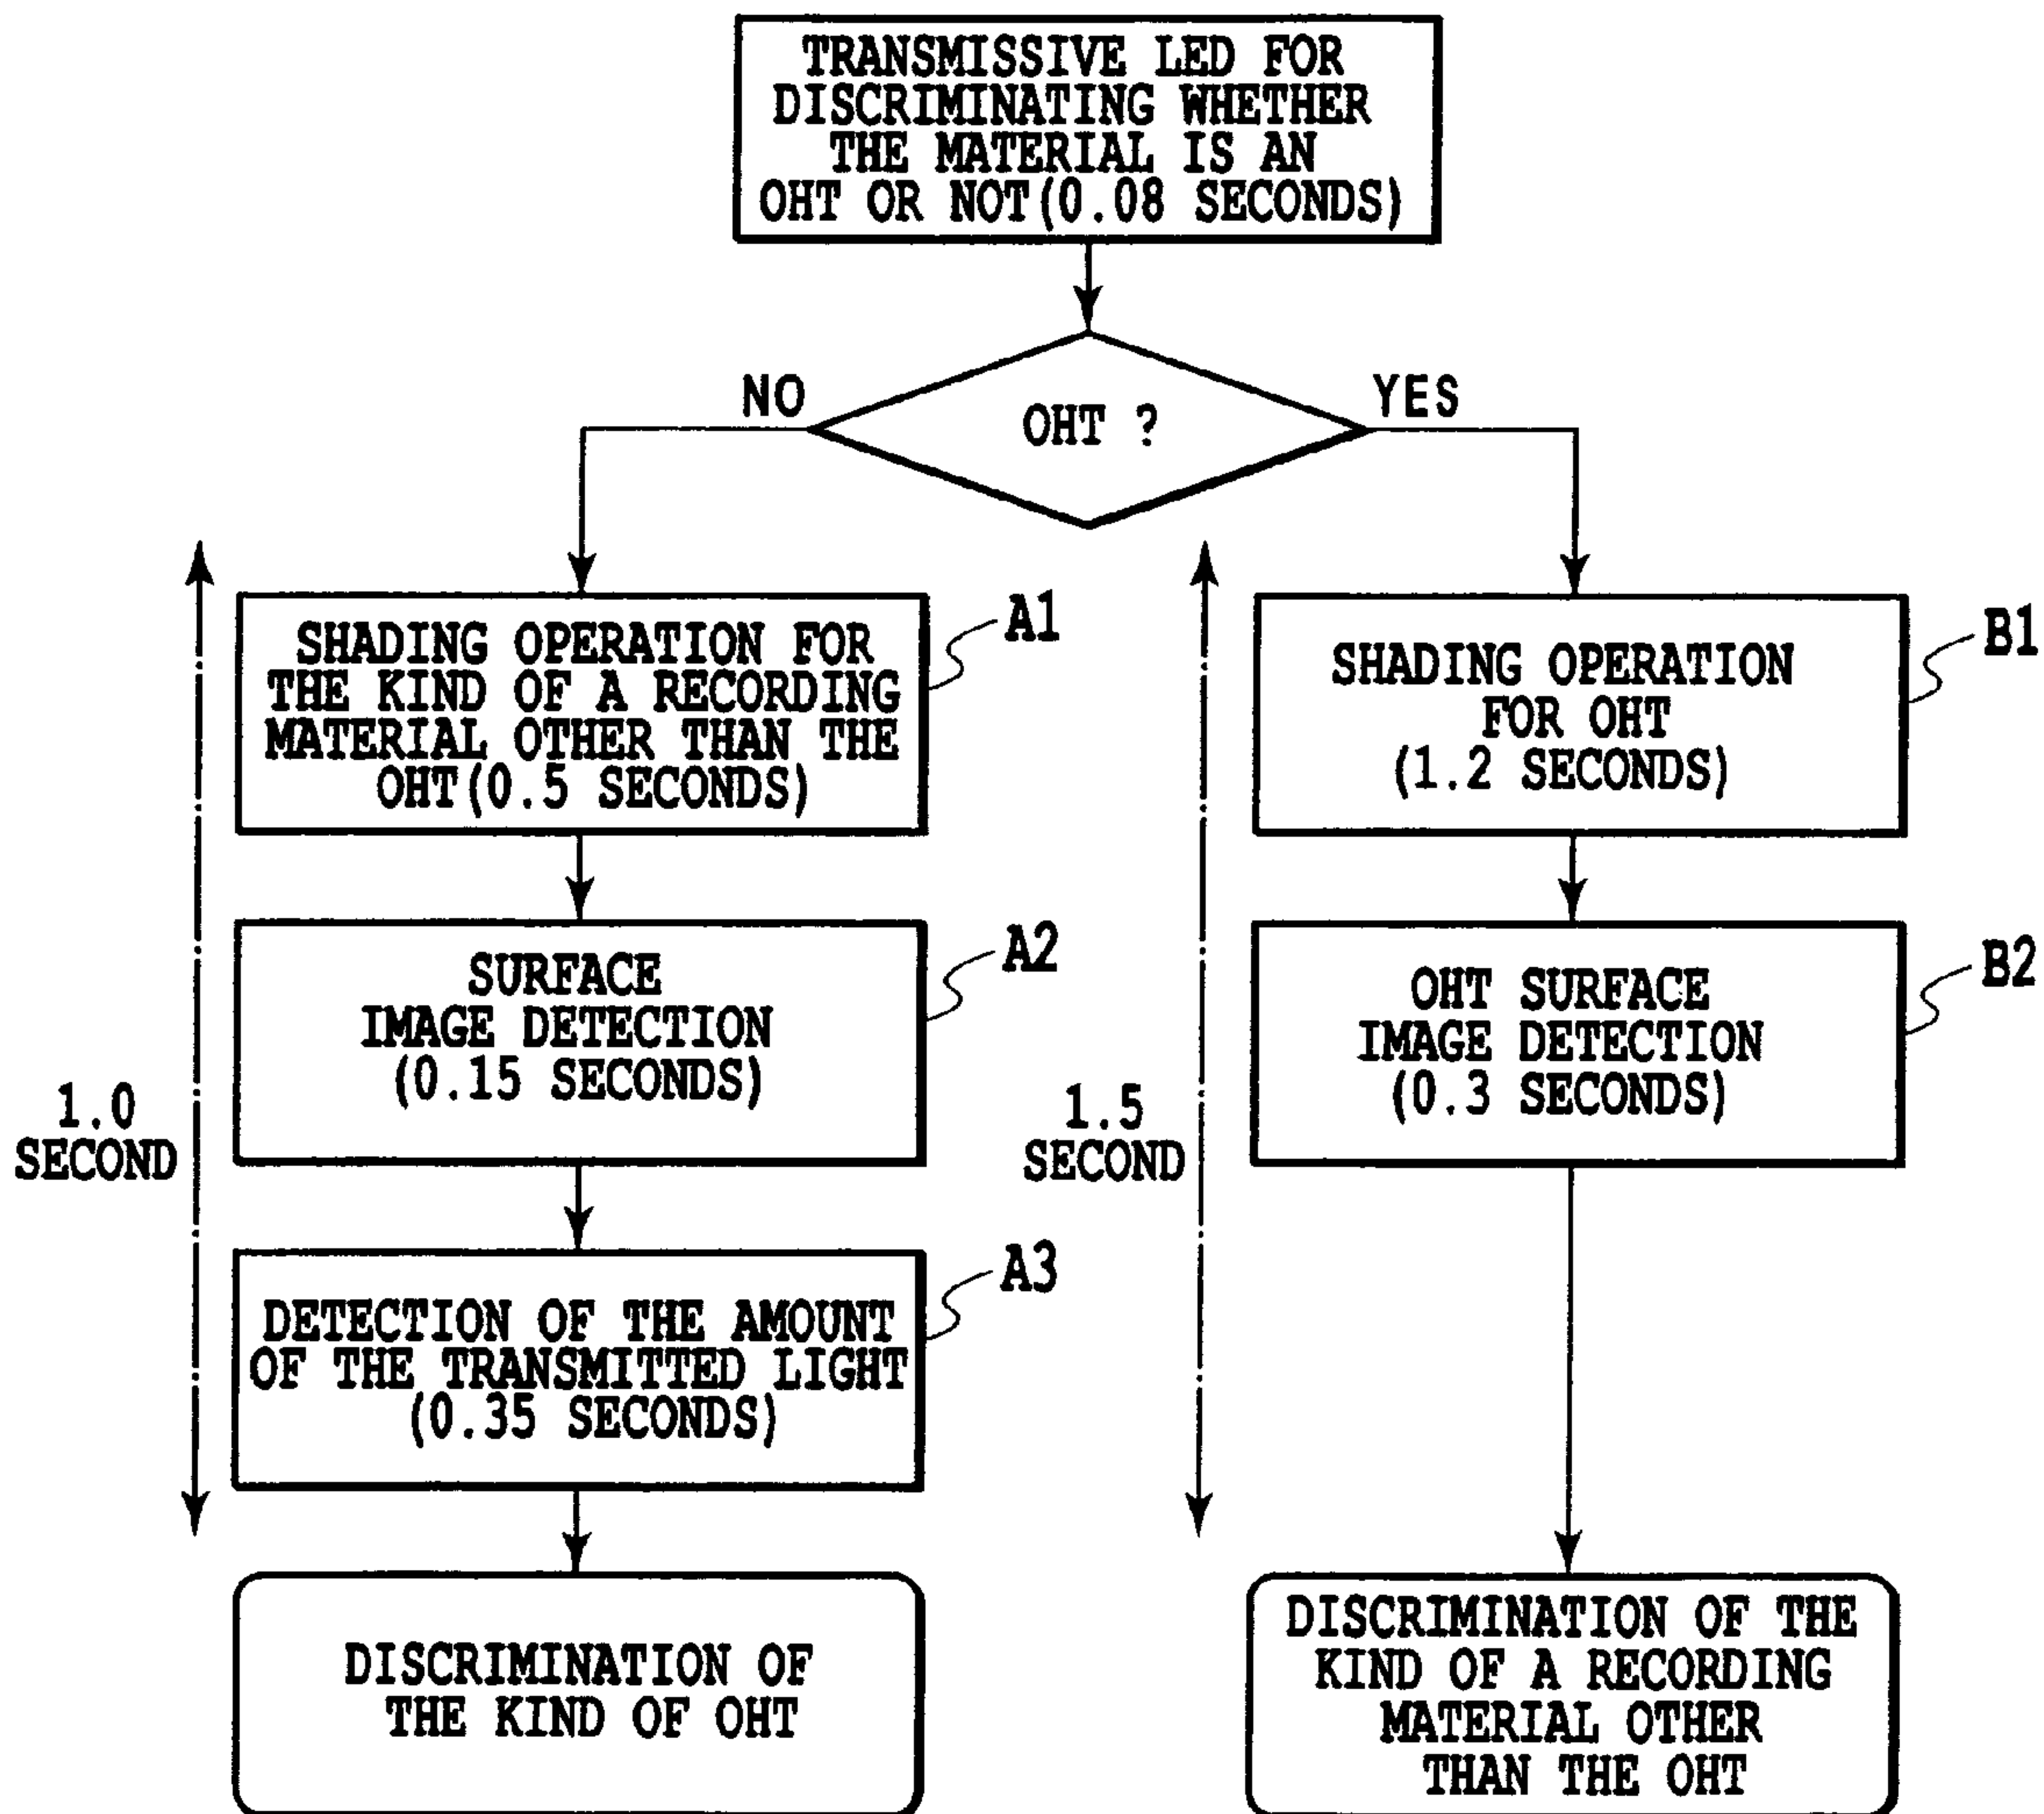 TRANSMISSIVE LED FOR
DISCRIMINATING WHETHER
THE MATERIAL IS AN
OHT OR NOT(0.08 SECONDS)
NO
OHT ?
YES
SHADING OPERATION FOR
THE KIND OF A RECORDING
MATERIAL OTHER THAN THE
OHT(0.5 SECONDS)
A1
SURFACE
IMAGE DETECTION
(0.15 SECONDS)
A2
1.0
SECOND
DETECTION OF THE AMOUNT
OF THE TRANSMITTED LIGHT
(0.35 SECONDS)
A3
DISCRIMINATION OF
THE KIND OF OHT
SHADING OPERATION
FOR OHT
(1.2 SECONDS)
B1
OHT SURFACE
IMAGE DETECTION
(0.3 SECONDS)
B2
1.5
SECOND
DISCRIMINATION OF THE
KIND OF A RECORDING
MATERIAL OTHER
THAN THE OHT